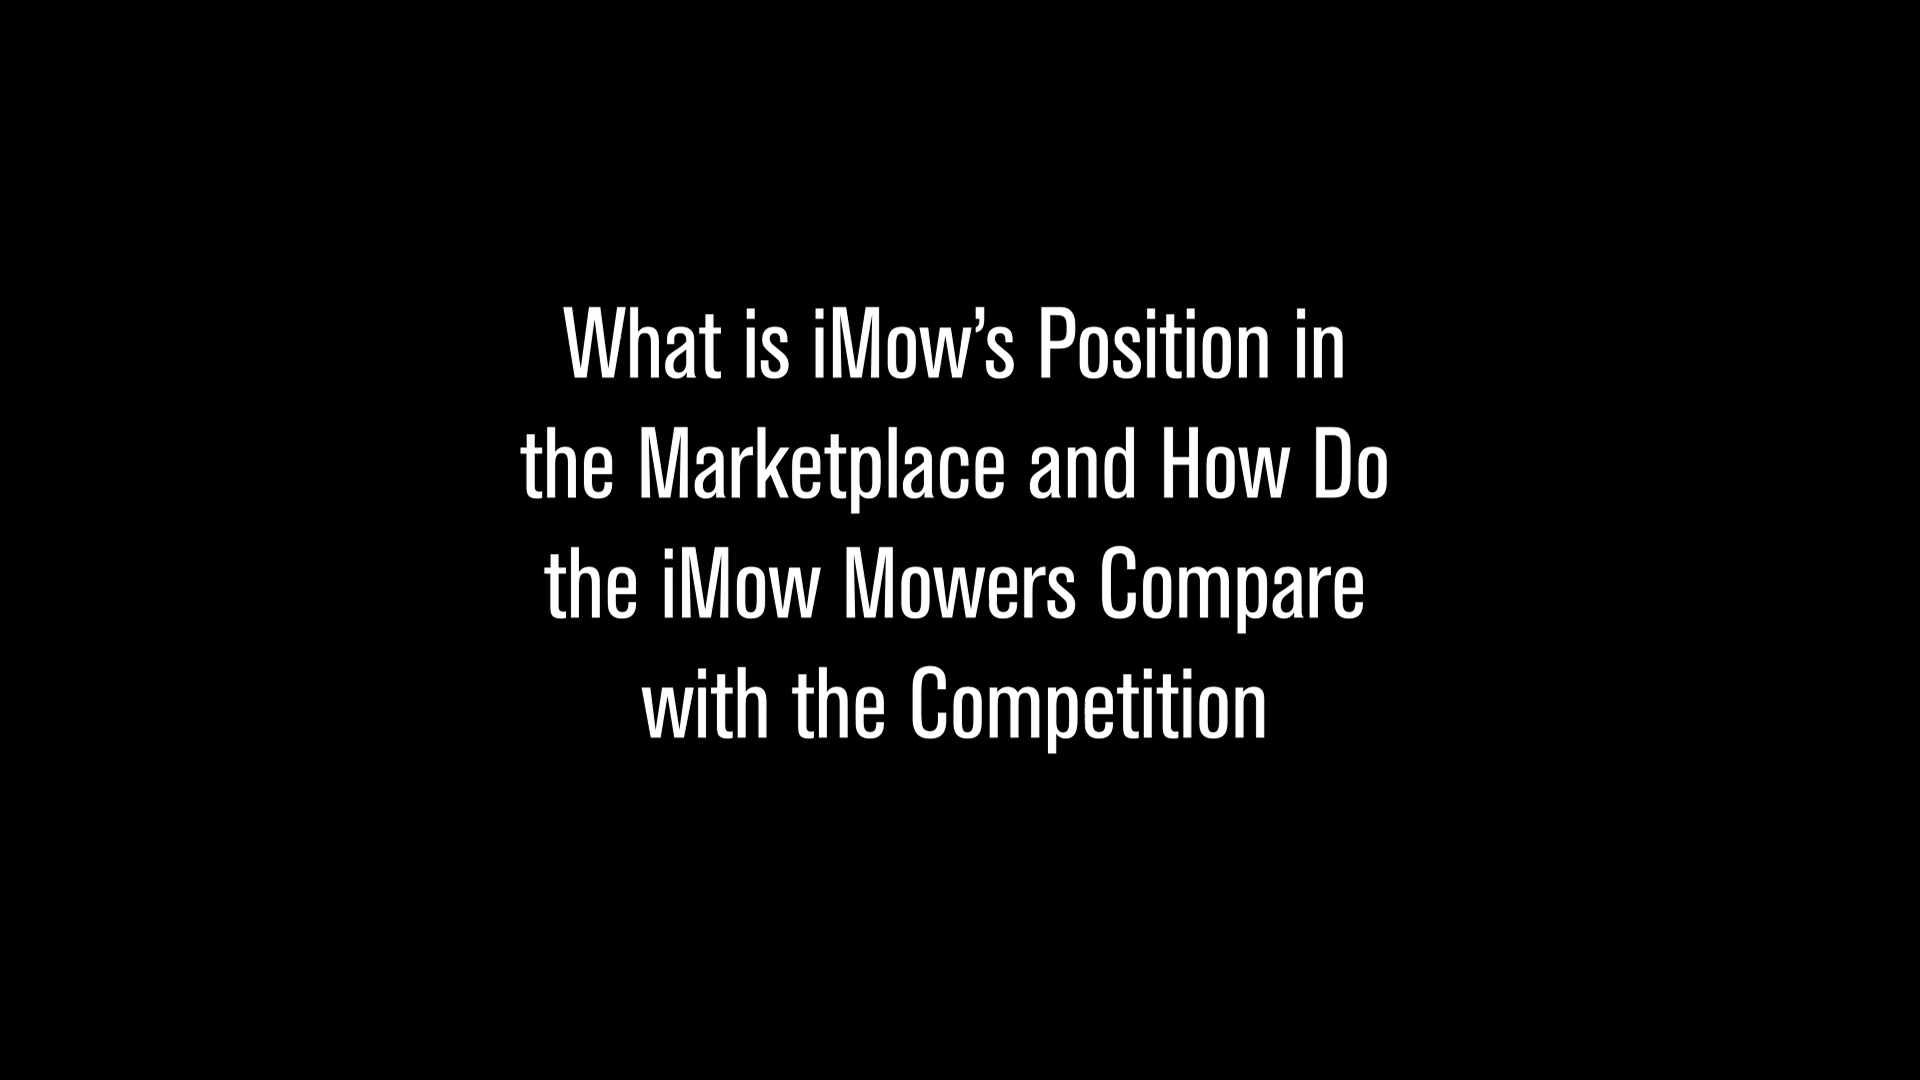 What is iMow’s Position in
the Marketplace and How Do
the iMow Mowers Compare
with the Competition